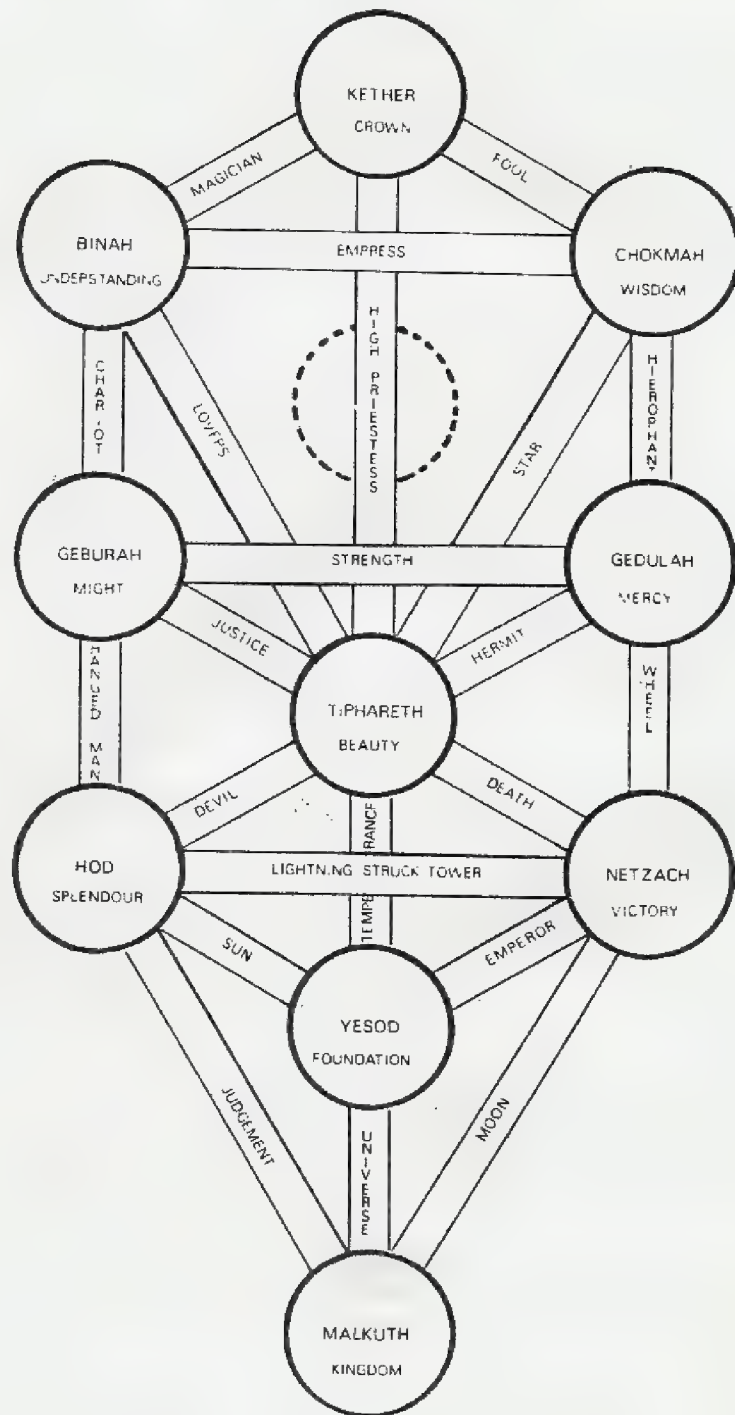 KETHER
CROWN
MAGICIAN
FOOL
BINAH
UNDERSTANDING
EMPRESS
CHOKMAH
WISDOM
HIGH PRIESTESS
CHARIOT
LOVERS
STAR
HIEROPHANT
GEBURAH
MIGHT
STRENGTH
GEDULAH
MERCY
JUSTICE
HERMIT
HANGED MAN
TIPHARETH
BEAUTY
WHEEL
DEVIL
DEATH
TEMPERANCE
HOD
SPLENDOUR
LIGHTNING STRUCK TOWER
NETZACH
VICTORY
SUN
EMPEROR
YESOD
FOUNDATION
JUDGEMENT
UNIVERSE
MOON
MALKUTH
KINGDOM